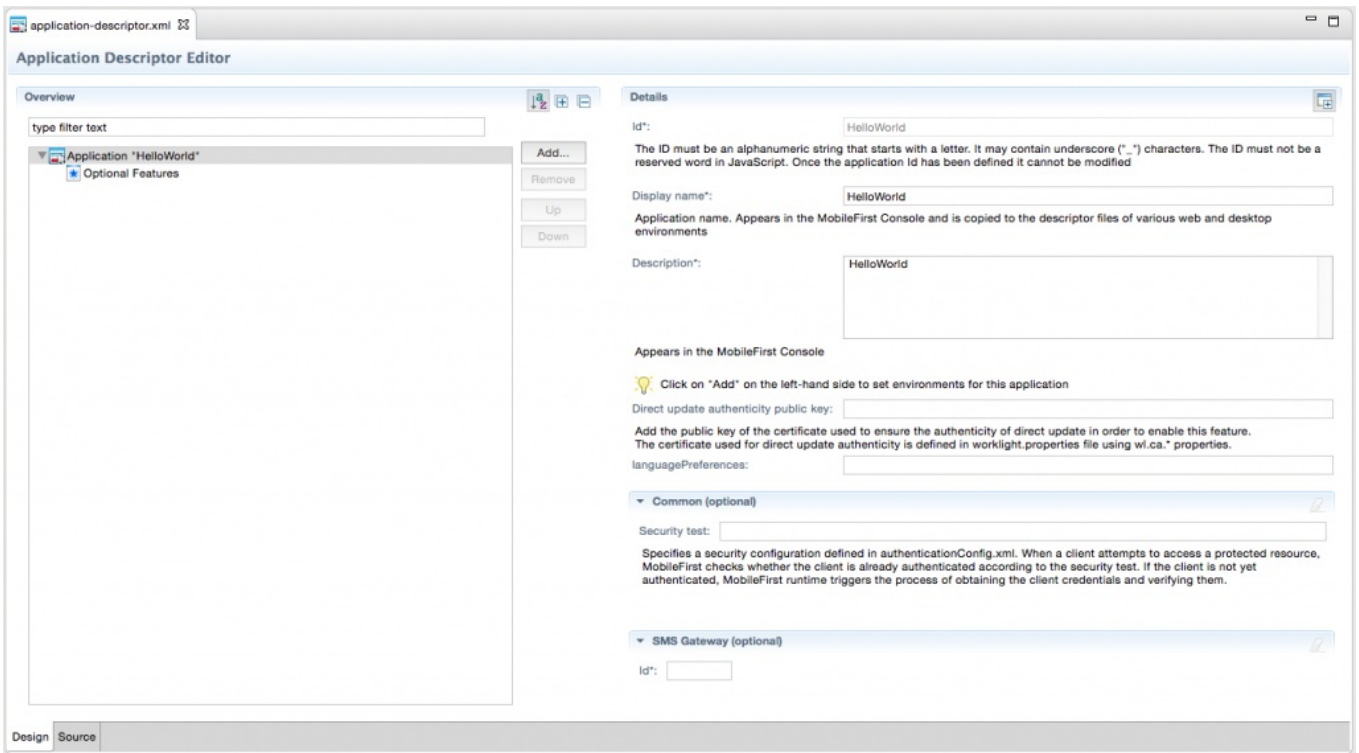 application-descriptor.xml
Application Descriptor Editor
Overview
type filter text
Application "HelloWorld"
Optional Features
Add...
Remove
Up
Down
Details
Id*:
HelloWorld
The ID must be an alphanumeric string that starts with a letter. It may contain underscore ("_") characters. The ID must not be a
reserved word in JavaScript. Once the application Id has been defined it cannot be modified
Display name*:
HelloWorld
Application name. Appears in the MobileFirst Console and is copied to the descriptor files of various web and desktop
environments
Description*:
HelloWorld
Appears in the MobileFirst Console
Click on "Add" on the left-hand side to set environments for this application
Direct update authenticity public key:
Add the public key of the certificate used to ensure the authenticity of direct update in order to enable this feature.
The certificate used for direct update authenticity is defined in worklight.properties file using wl.ca.* properties.
languagePreferences:
Common (optional)
Security test:
Specifies a security configuration defined in authenticationConfig.xml. When a client attempts to access a protected resource,
MobileFirst checks whether the client is already authenticated according to the security test. If the client is not yet
authenticated, MobileFirst runtime triggers the process of obtaining the client credentials and verifying them.
SMS Gateway (optional)
Id*:
Design
Source